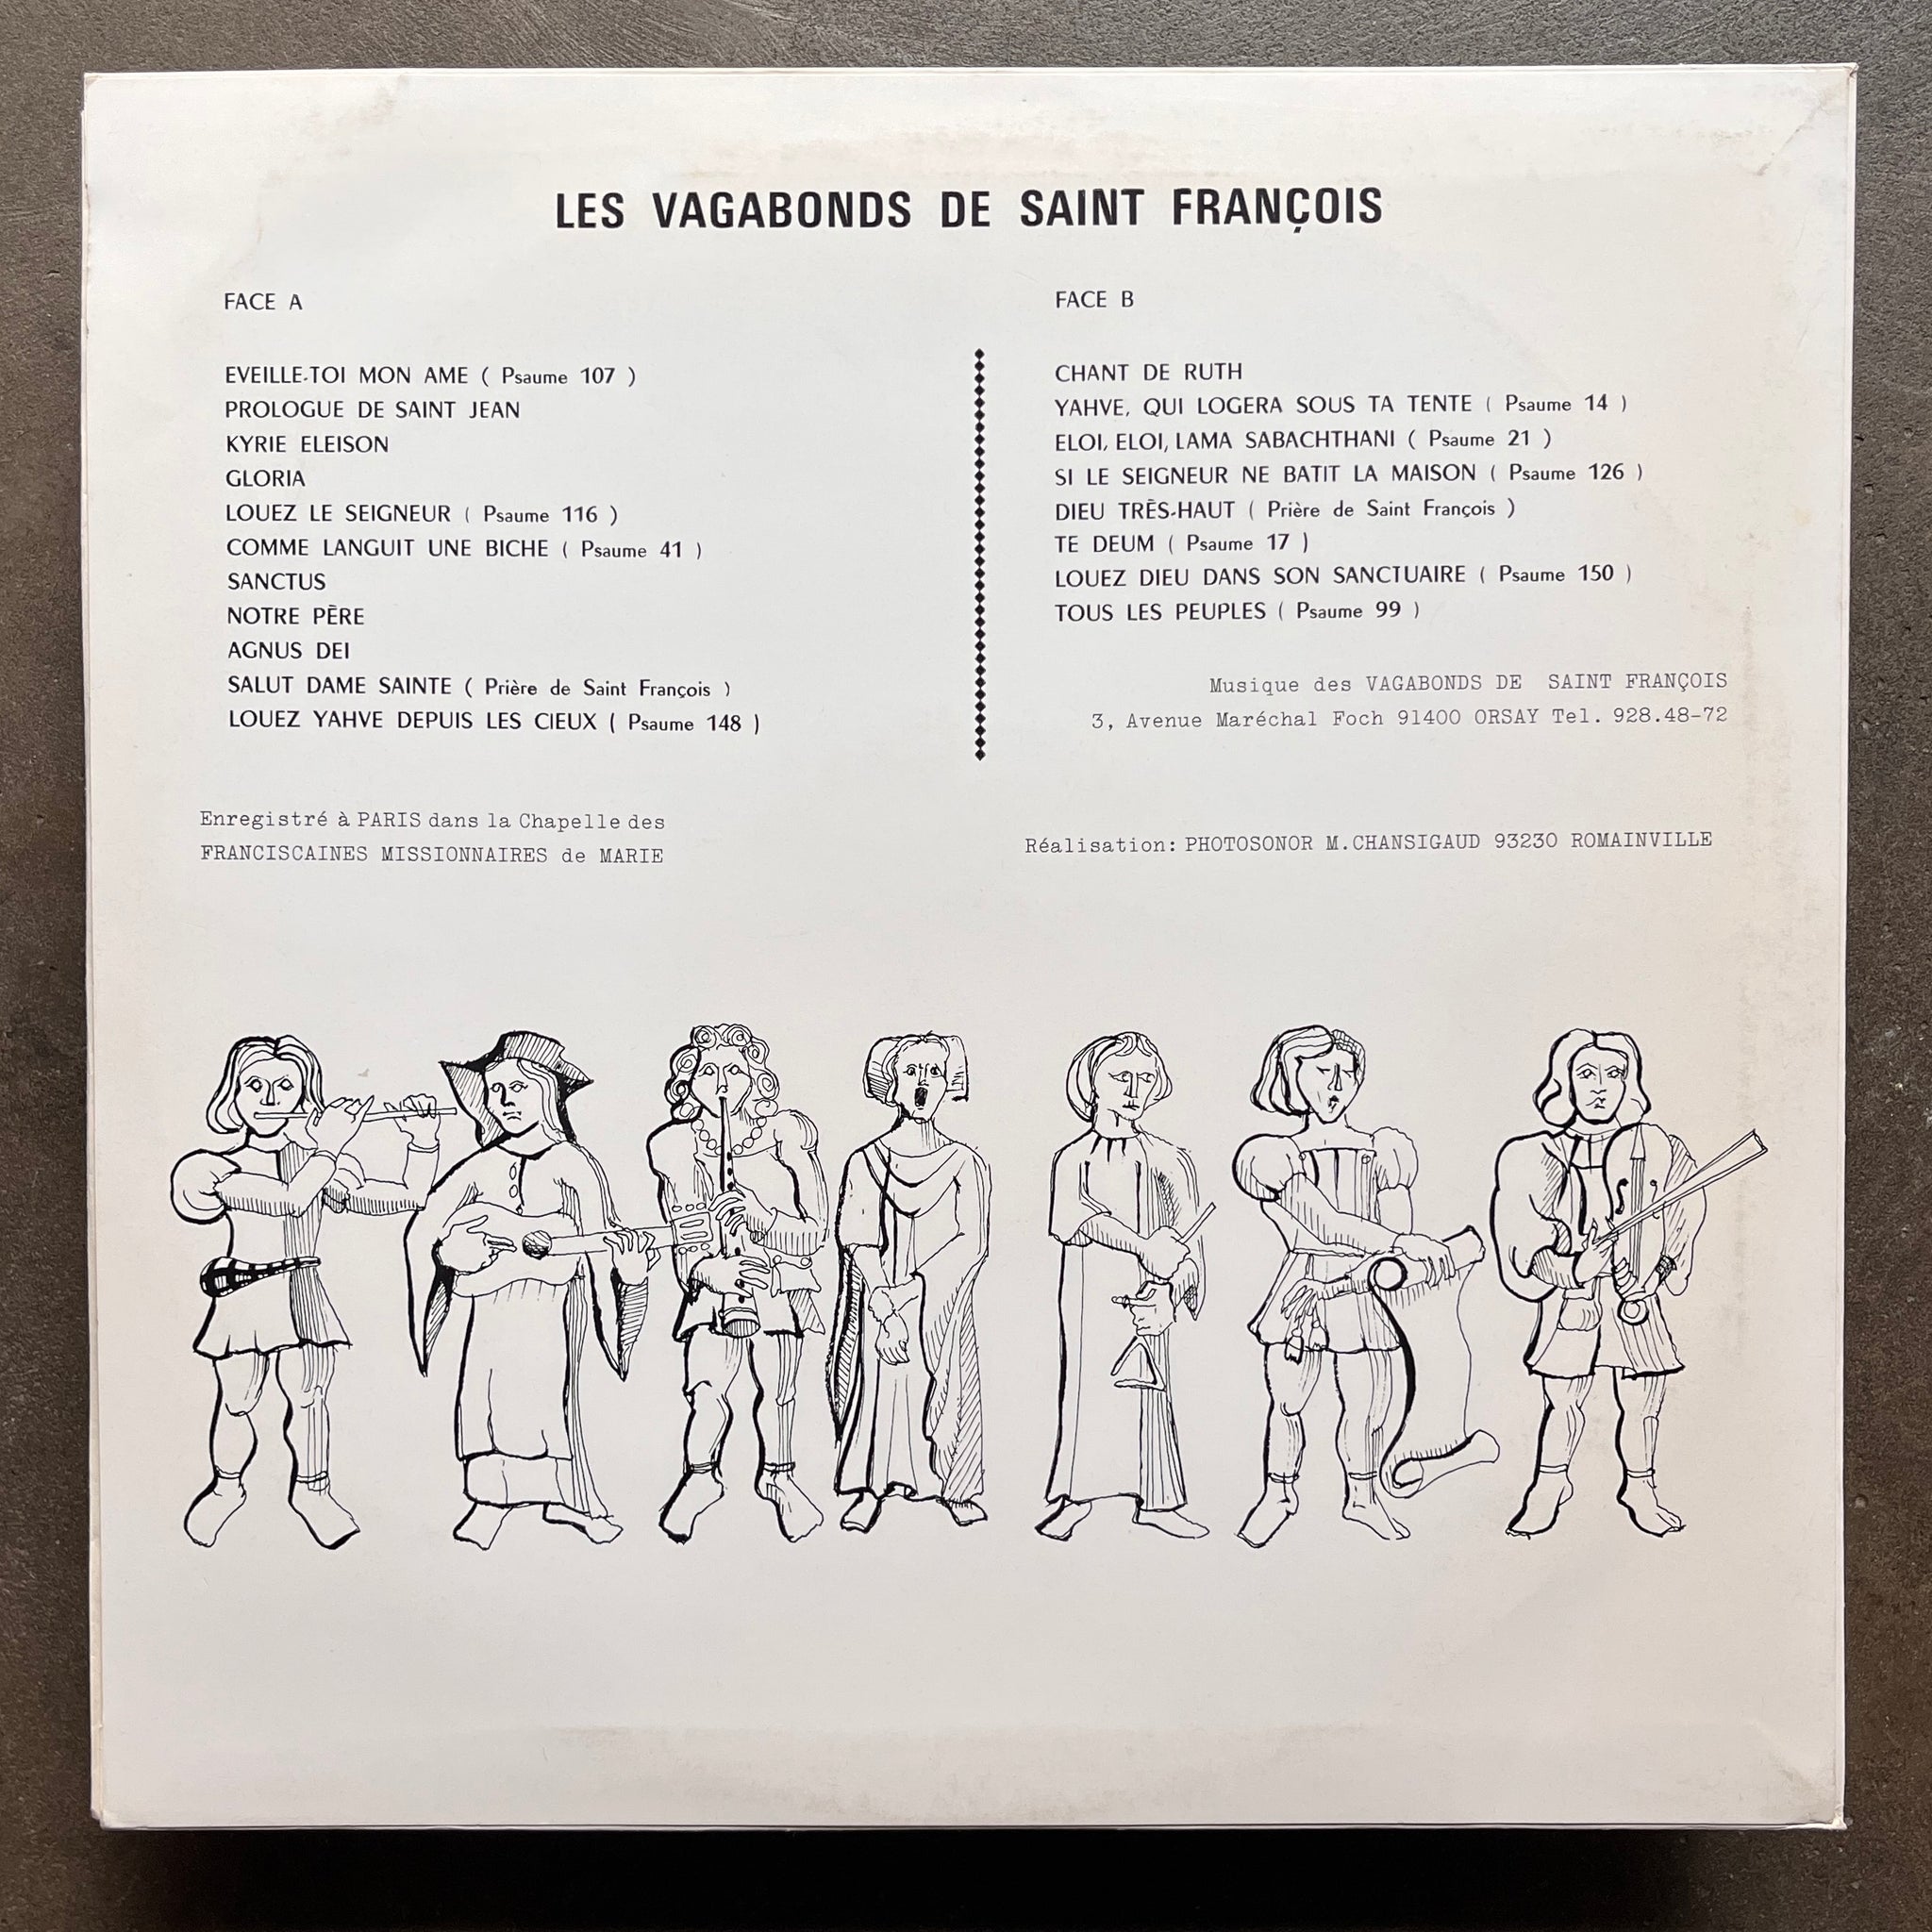 LES VAGABONDS DE SAINT FRANÇOIS
FACE A
EVEILLE-TOI MON AME ( Psaume 107 )
PROLOGUE DE SAINT JEAN
KYRIE ELEISON
GLORIA
LOUEZ LE SEIGNEUR ( Psaume 116 )
COMME LANGUIT UNE BICHE ( Psaume 41 )
SANCTUS
NOTRE PÈRE
AGNUS DEI
SALUT DAME SAINTE ( Prière de Saint François )
LOUEZ YAHVE DEPUIS LES CIEUX ( Psaume 148 )
Enregistré à PARIS dans la Chapelle des
FRANCISCAINES MISSIONNAIRES de MARIE
FACE B
CHANT DE RUTH
YAHVE, QUI LOGERA SOUS TA TENTE ( Psaume 14 )
ELOI, ELOI, LAMA SABACHTHANI ( Psaume 21 )
SI LE SEIGNEUR NE BATIT LA MAISON ( Psaume 126 )
DIEU TRÈS-HAUT ( Prière de Saint François )
TE DEUM ( Psaume 17 )
LOUEZ DIEU DANS SON SANCTUAIRE ( Psaume 150 )
TOUS LES PEUPLES ( Psaume 99 )
Musique des VAGABONDS DE SAINT FRANÇOIS
3, Avenue Maréchal Foch 91400 ORSAY Tel. 928.48-72
Réalisation: PHOTOSONOR M.CHANSIGAUD 93230 ROMAINVILLE